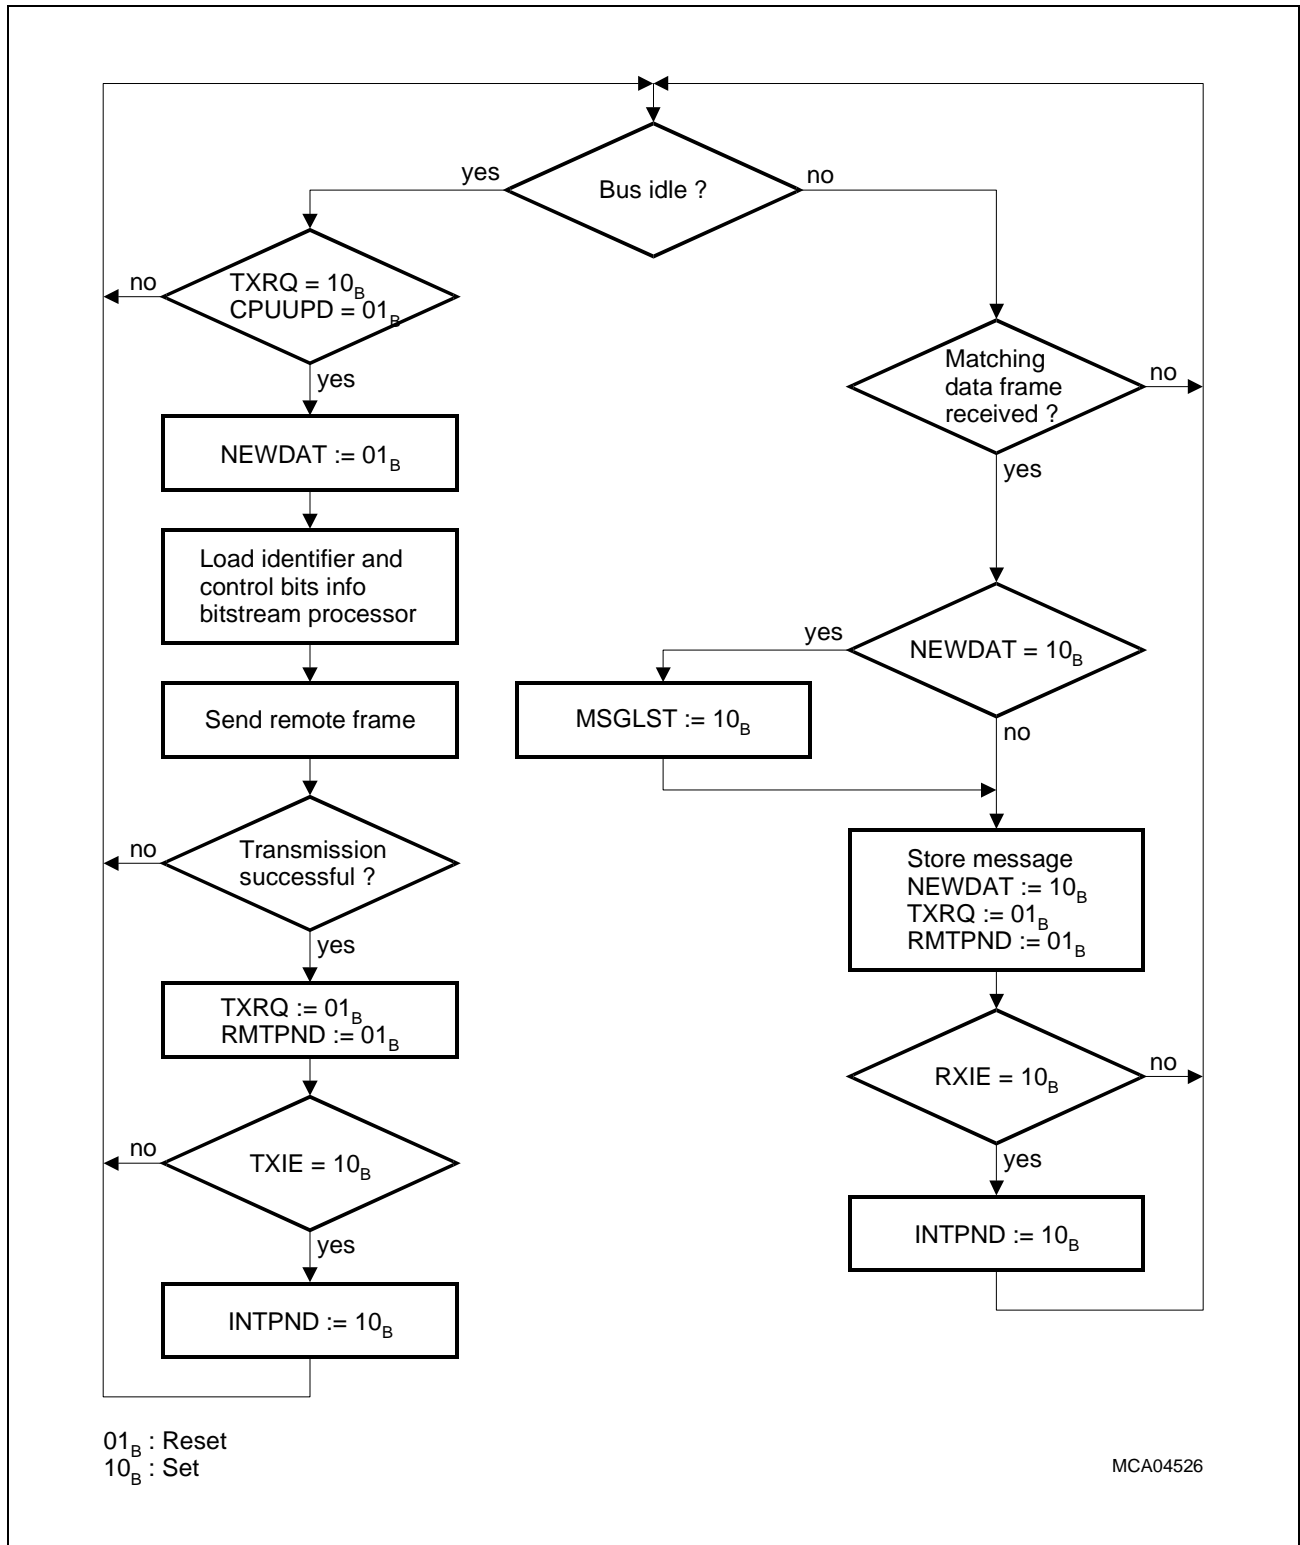 Bus idle ?
yes
no
TXRQ = 10B
CPUUPD = 01B
no
yes
NEWDAT := 01B
Load identifier and
control bits info
bitstream processor
Send remote frame
Transmission
successful ?
no
yes
TXRQ := 01B
RMTPND := 01B
TXIE = 10B
no
yes
INTPND := 10B
Matching
data frame
received ?
no
yes
NEWDAT = 10B
yes
no
MSGLST := 10B
Store message
NEWDAT := 10B
TXRQ := 01B
RMTPND := 01B
RXIE = 10B
no
yes
INTPND := 10B
01B : Reset
10B : Set
MCA04526